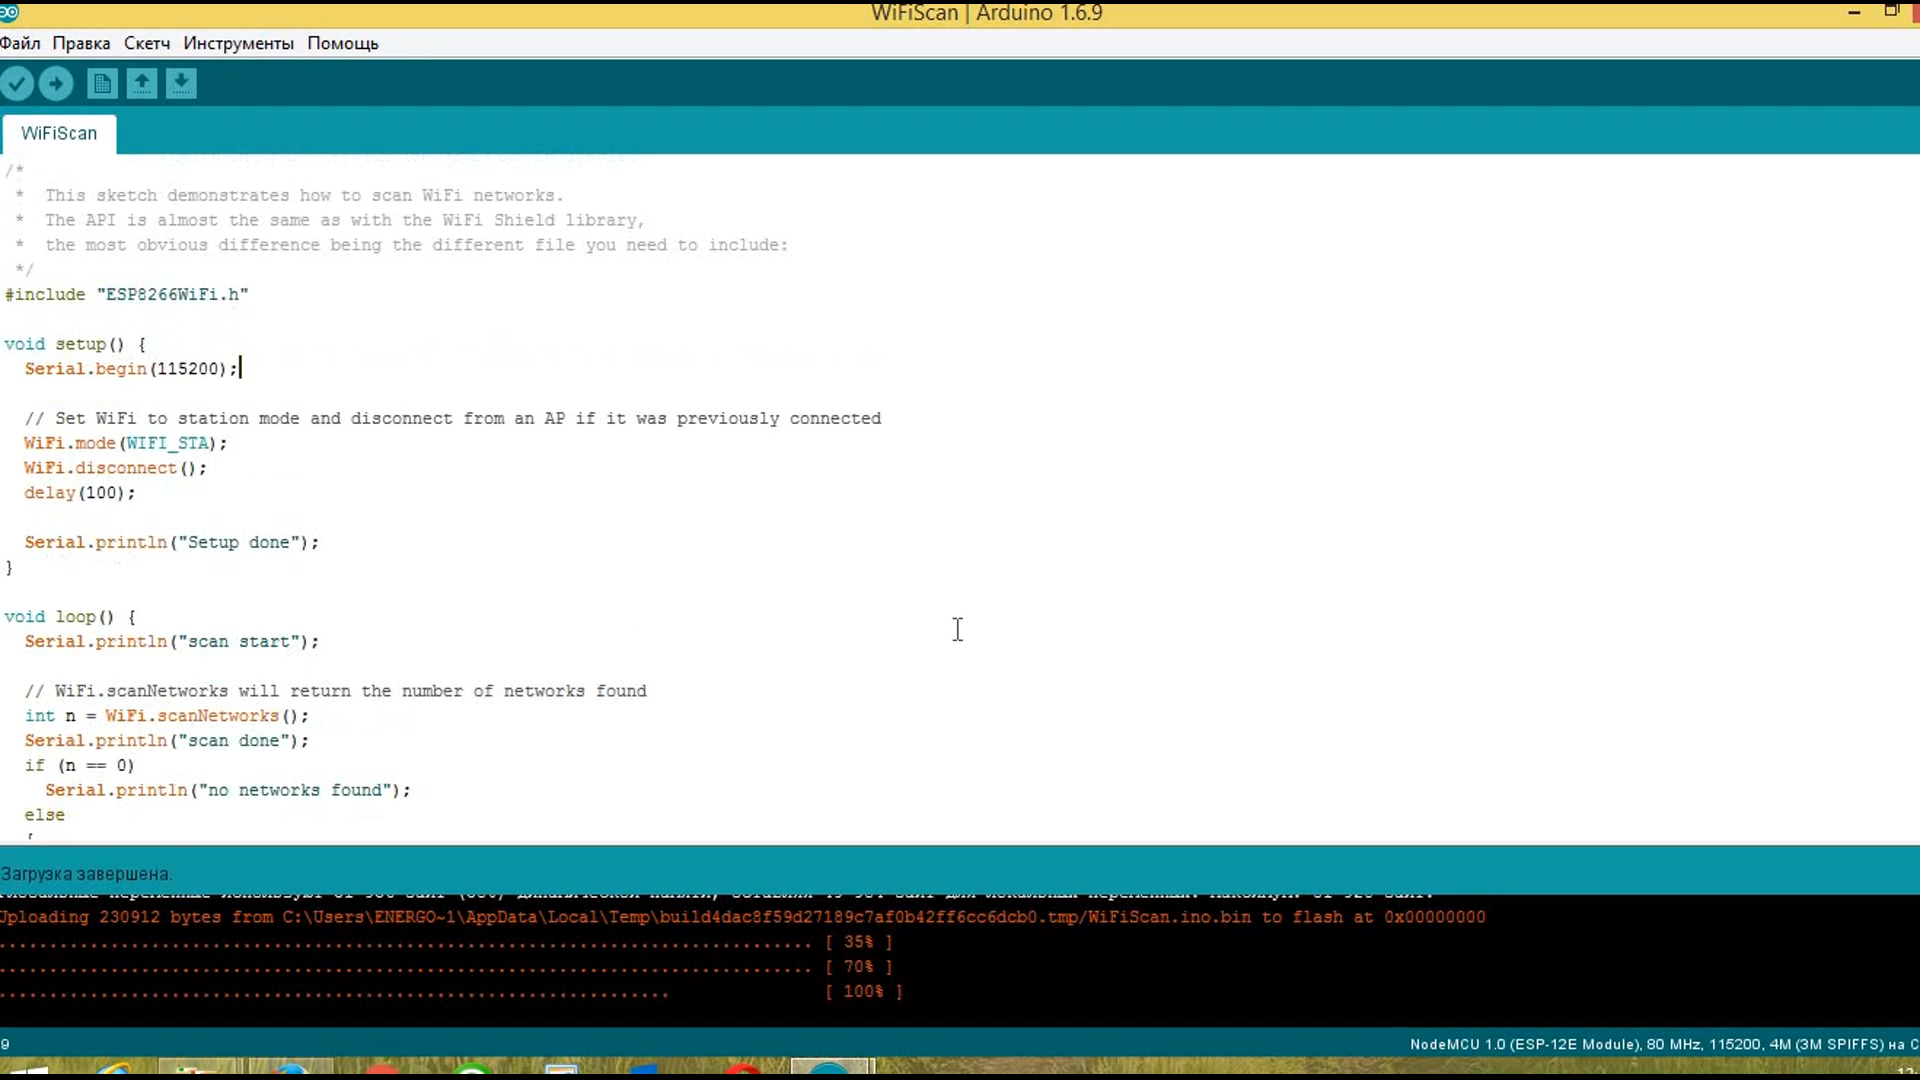 WiFiScan | Arduino 1.6.9
Файл Правка Скетч Инструменты Помощь
WiFiScan
/*
* This sketch demonstrates how to scan WiFi networks.
* The API is almost the same as with the WiFi Shield library,
* the most obvious difference being the different file you need to include:
*/
#include "ESP8266WiFi.h"
void setup() {
Serial.begin(115200);
// Set WiFi to station mode and disconnect from an AP if it was previously connected
WiFi.mode(WIFI_STA);
WiFi.disconnect();
delay(100);
Serial.println("Setup done");
}
void loop() {
Serial.println("scan start");
// WiFi.scanNetworks will return the number of networks found
int n = WiFi.scanNetworks();
Serial.println("scan done");
if (n == 0)
Serial.println("no networks found");
else
{
Загрузка завершена.
Uploading 230912 bytes from C:\Users\ENERGO~1\AppData\Local\Temp\build4dac8f59d27189c7af0b42ff6cc6dcb0.tmp/WiFiScan.ino.bin to flash at 0x00000000
................................................................................ [ 35% ]
................................................................................ [ 70% ]
.................................................................. [ 100% ]
9
NodeMCU 1.0 (ESP-12E Module), 80 MHz, 115200, 4M (3M SPIFFS) на C